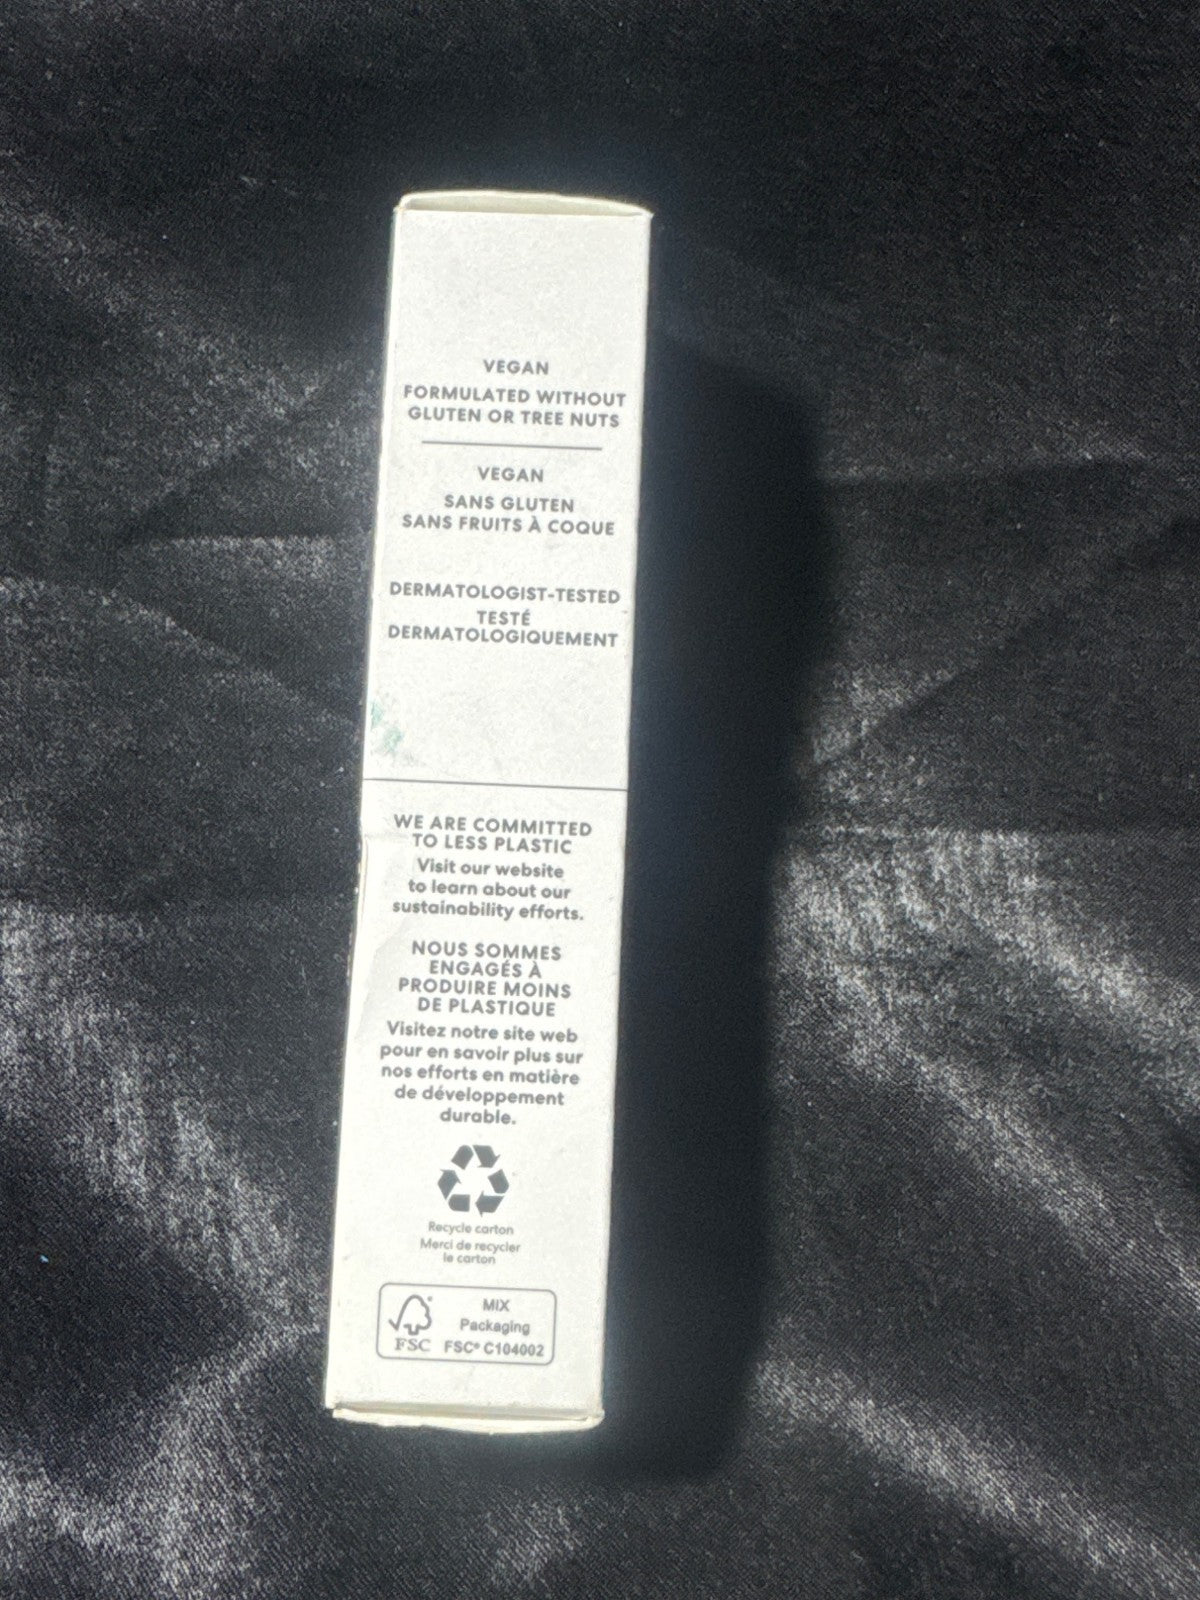 VEGAN
FORMULATED WITHOUT
GLUTEN OR TREE NUTS
VEGAN
SANS GLUTEN
SANS FRUITS À COQUE
DERMATOLOGIST-TESTED
TESTÉ
DERMATOLOGIQUEMENT
WE ARE COMMITTED
TO LESS PLASTIC
Visit our website
to learn about our
sustainability efforts.
NOUS SOMMES
ENGAGÉS À
PRODUIRE MOINS
DE PLASTIQUE
Visitez notre site web
pour en savoir plus sur
nos efforts en matière
de développement
durable.
Recycle carton
Merci de recycler
le carton
MIX
Packaging
FSC FSC® C104002